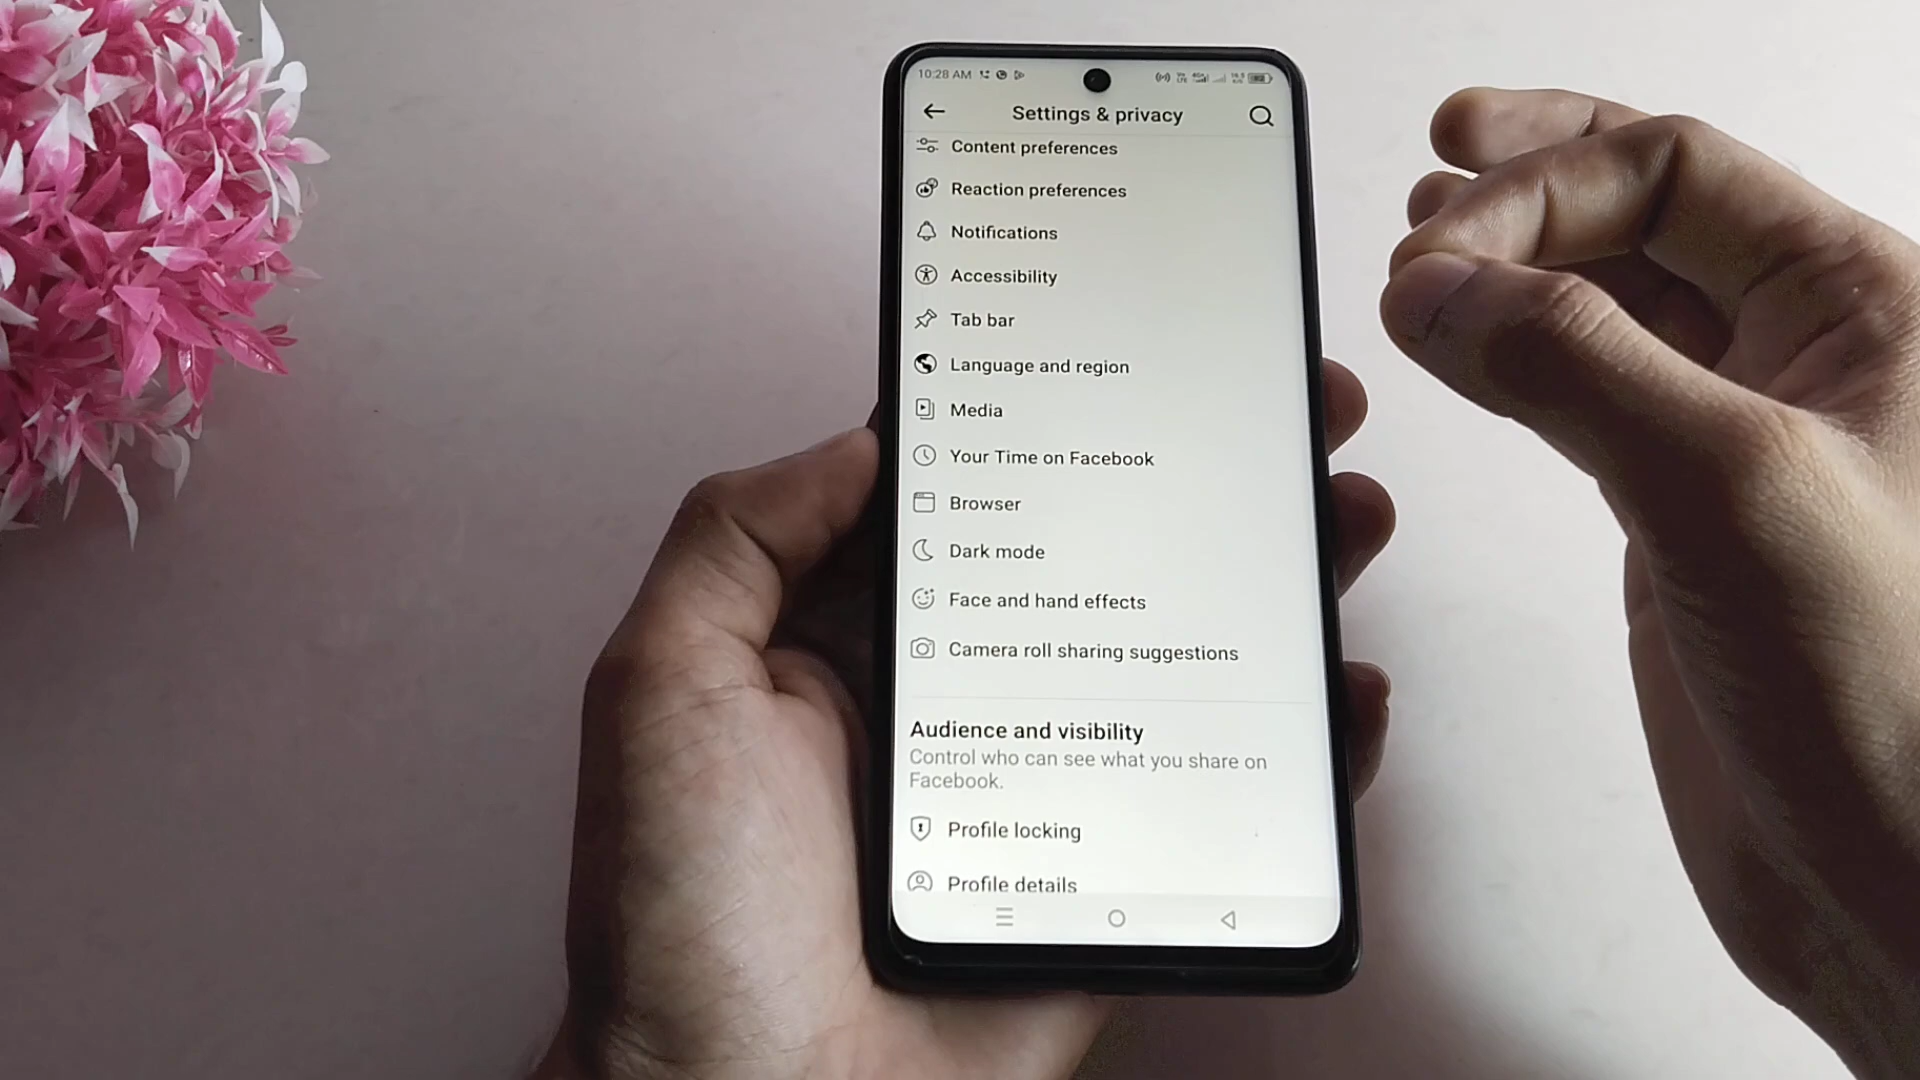 10:28 AM
Settings & privacy
Content preferences
Reaction preferences
Notifications
Accessibility
Tab bar
Language and region
Media
Your Time on Facebook
Browser
Dark mode
Face and hand effects
Camera roll sharing suggestions
Audience and visibility
Control who can see what you share on
Facebook.
Profile locking
Profile details